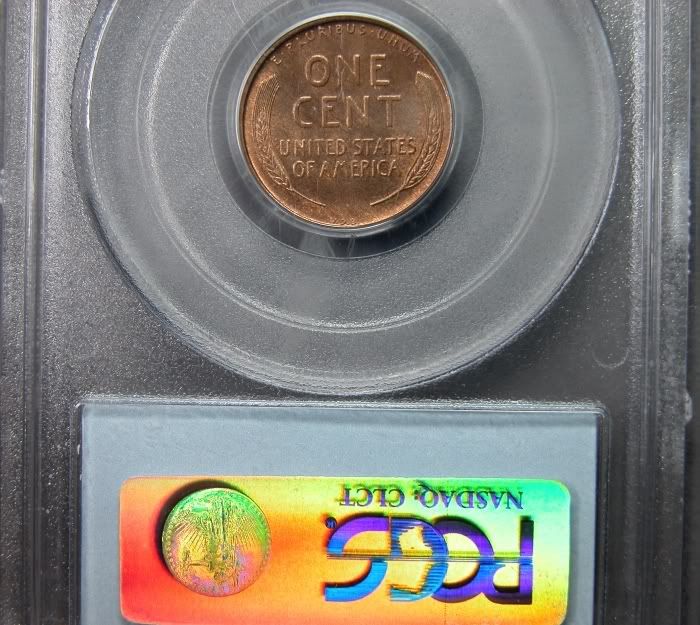 E·PLURIBUS·UNUM
ONE
CENT
UNITED STATES
OF AMERICA
NASDAQ: CLCT
PCGS